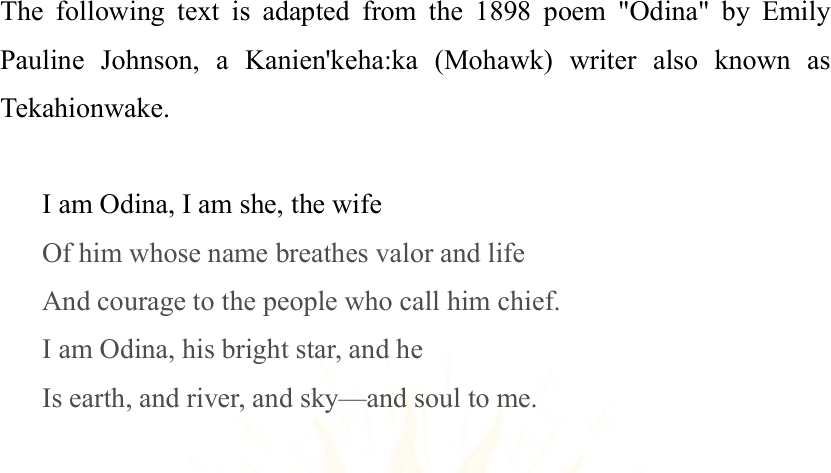 The following text is adapted from the 1898 poem "Odina" by Emily
Pauline Johnson, a Kanien'keha:ka (Mohawk) writer also known as
Tekahionwake.
I am Odina, I am she, the wife
Of him whose name breathes valor and life
And courage to the people who call him chief.
I am Odina, his bright star, and he
Is earth, and river, and sky—and soul to me.